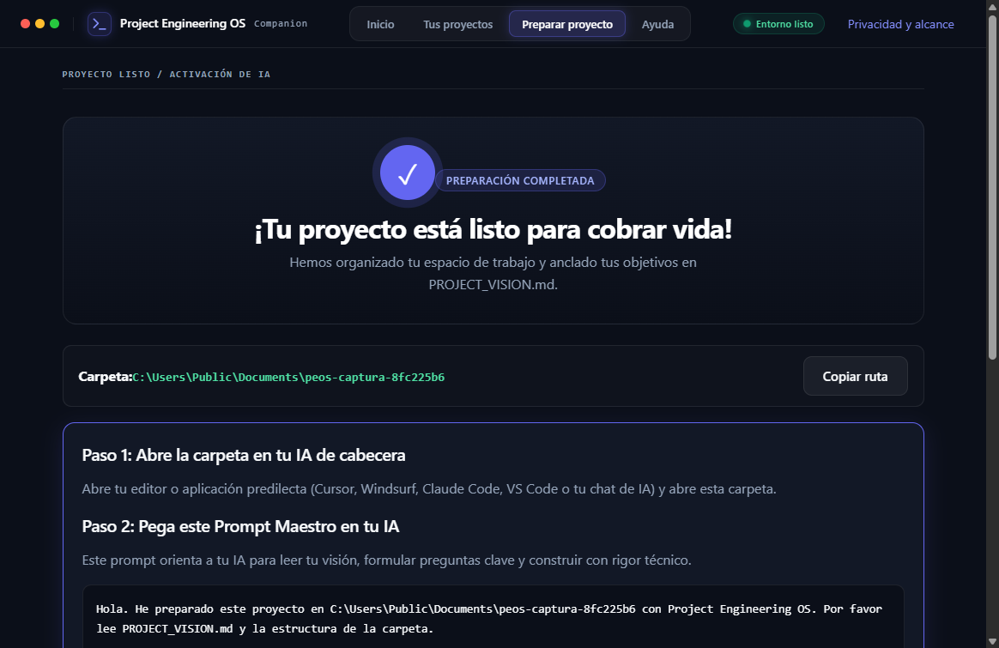 Project Engineering OS Companion
Inicio
Tus proyectos
Preparar proyecto
Ayuda
Entorno listo
Privacidad y alcance
PROYECTO LISTO / ACTIVACIÓN DE IA
✓
PREPARACIÓN COMPLETADA
¡Tu proyecto está listo para cobrar vida!
Hemos organizado tu espacio de trabajo y anclado tus objetivos en
PROJECT_VISION.md.
Carpeta:C:\Users\Public\Documents\peos-captura-8fc225b6
Copiar ruta
Paso 1: Abre la carpeta en tu IA de cabecera
Abre tu editor o aplicación predilecta (Cursor, Windsurf, Claude Code, VS Code o tu chat de IA) y abre esta carpeta.
Paso 2: Pega este Prompt Maestro en tu IA
Este prompt orienta a tu IA para leer tu visión, formular preguntas clave y construir con rigor técnico.
Hola. He preparado este proyecto en C:\Users\Public\Documents\peos-captura-8fc225b6 con Project Engineering OS. Por favor
lee PROJECT_VISION.md y la estructura de la carpeta.